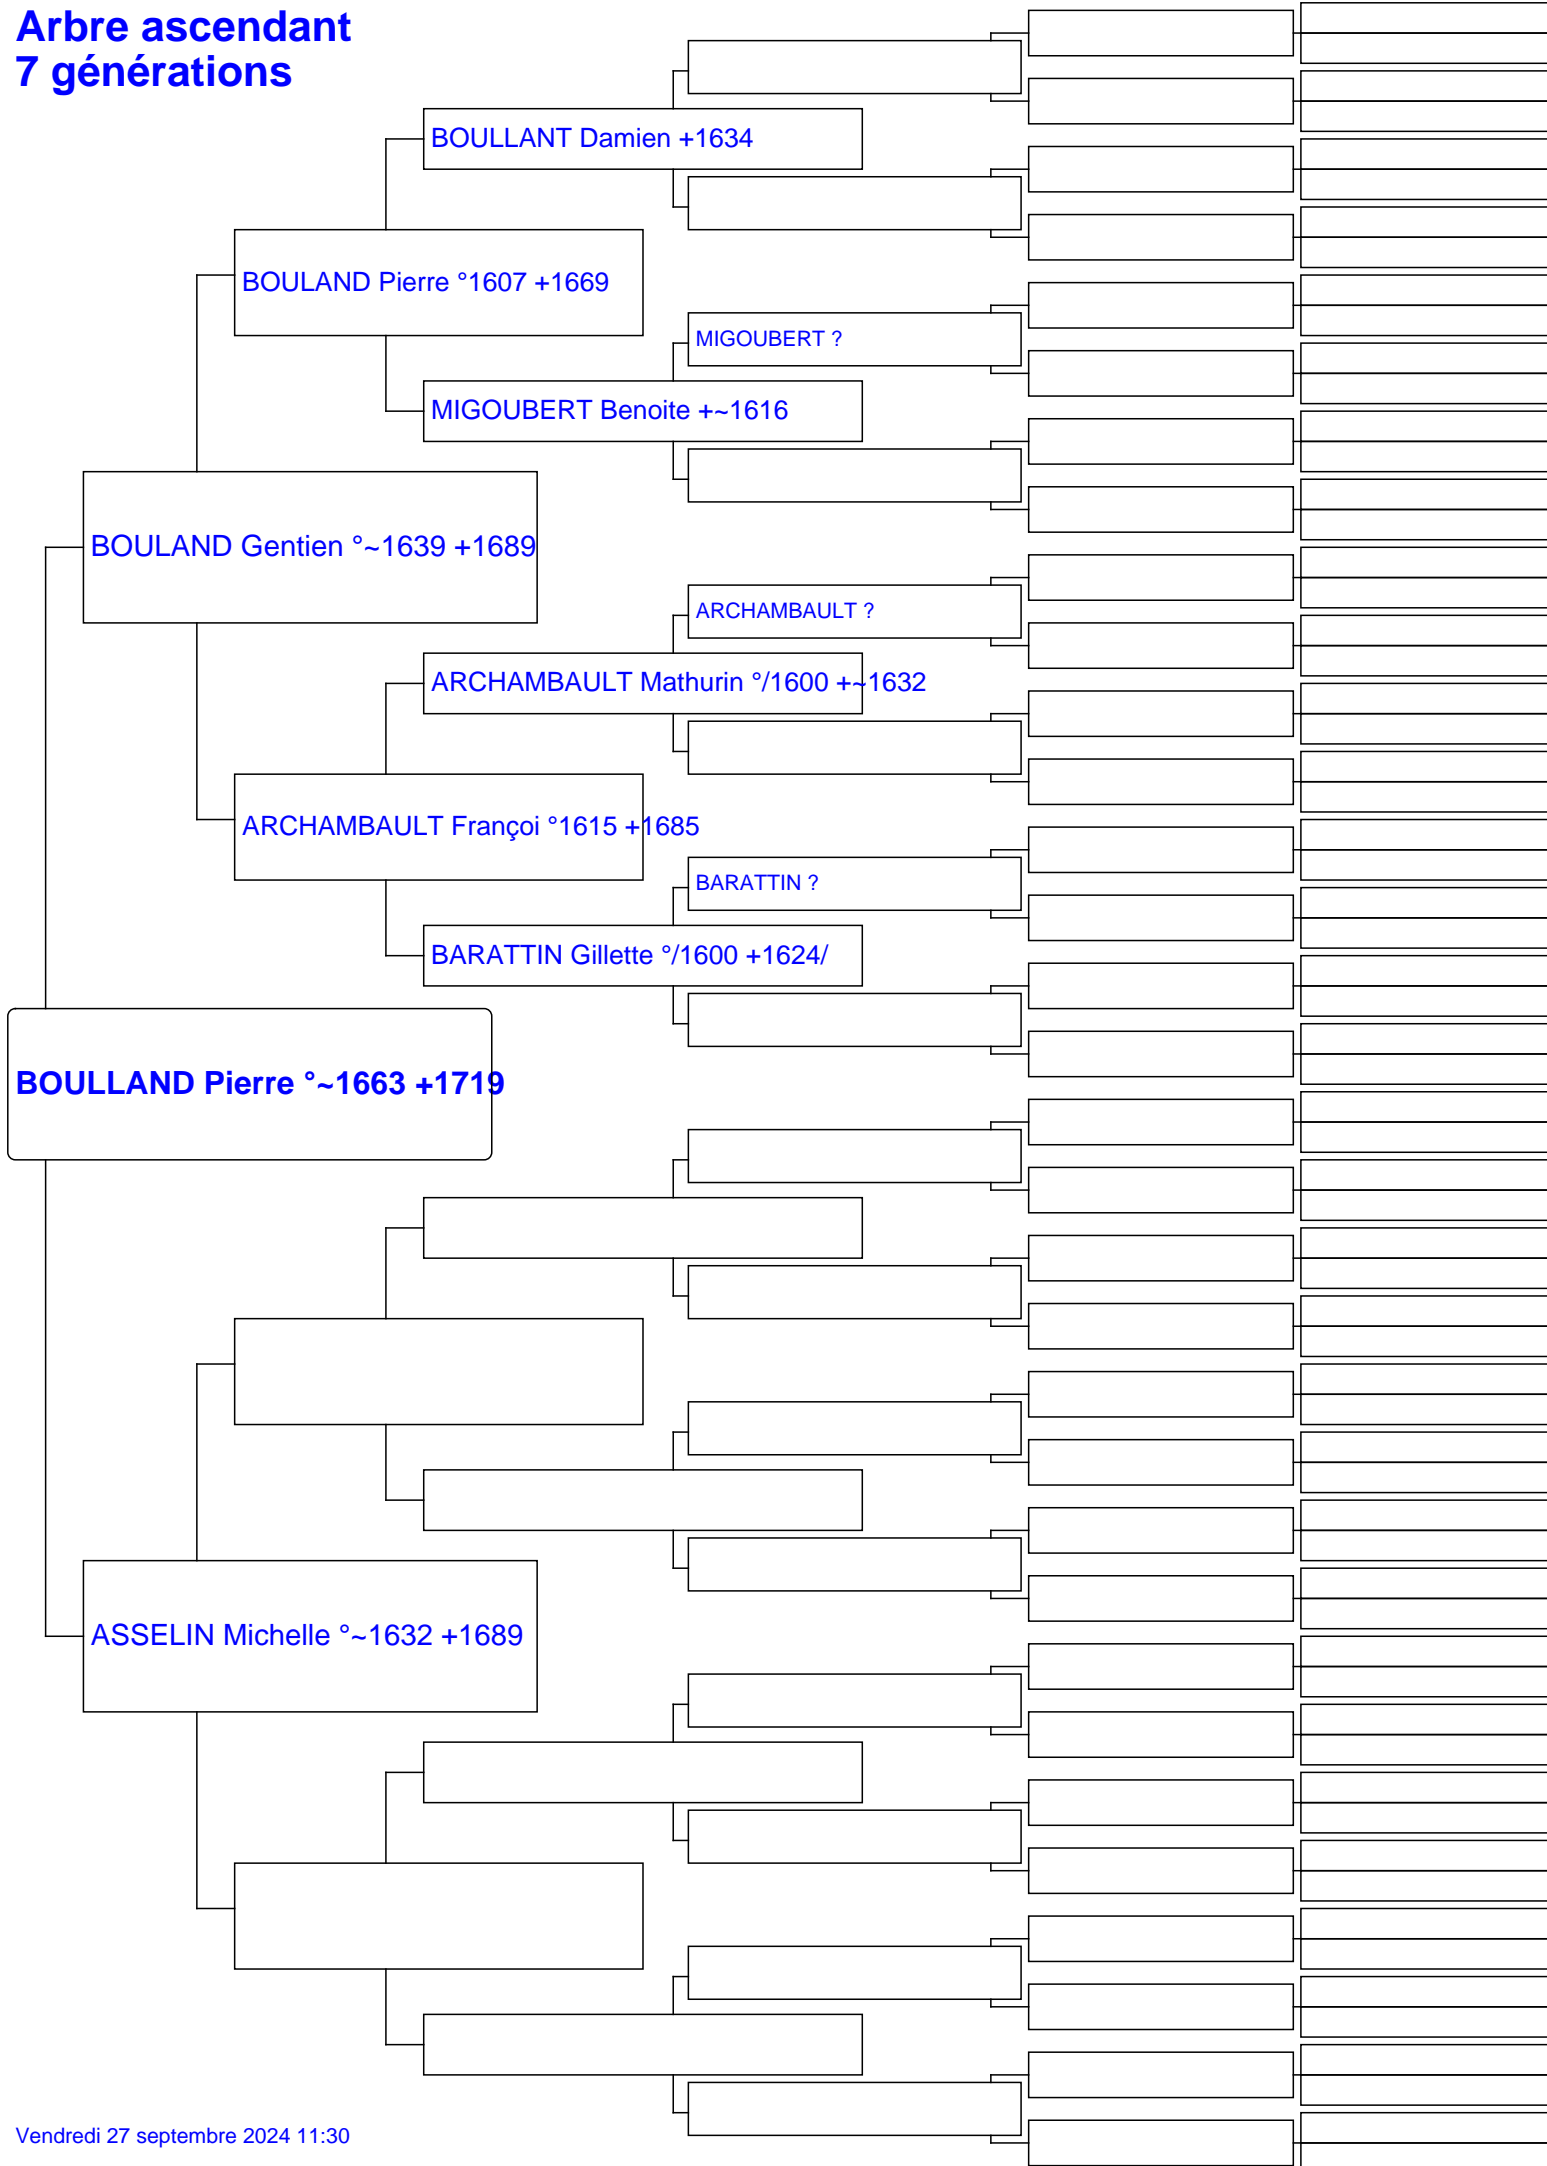 Arbre ascendant
7 générations
BOULLANT Damien +1634
BOULAND Pierre °1607 +1669
MIGOUBERT ?
MIGOUBERT Benoite +~1616
BOULAND Gentien °~1639 +1689
ARCHAMBAULT ?
ARCHAMBAULT Mathurin °/1600 +~1632
ARCHAMBAULT Françoi °1615 +1685
BARATTIN ?
BARATTIN Gillette °/1600 +1624/
BOULLAND Pierre °~1663 +1719
ASSELIN Michelle °~1632 +1689
Vendredi 27 septembre 2024 11:30